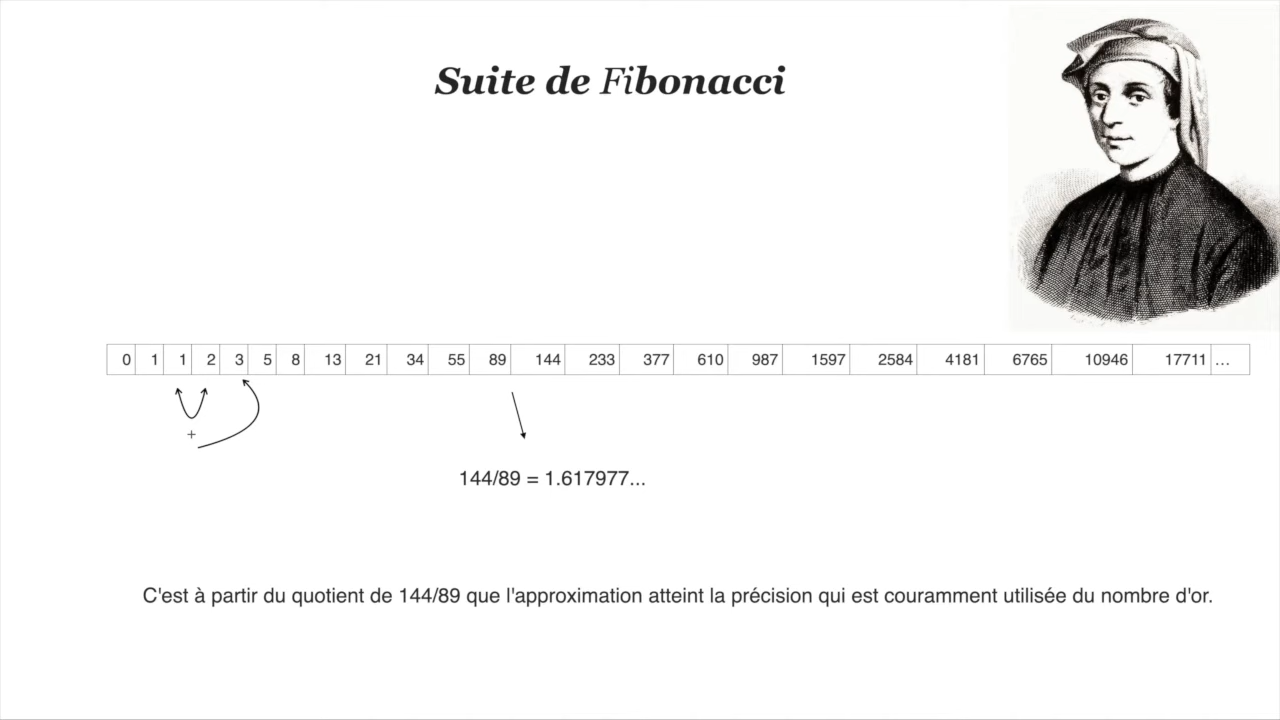 Suite de Fibonacci
0 1 1 2 3 5 8 13 21 34 55 89 144 233 377 610 987 1597 2584 4181 6765 10946 17711 ...
+
144/89 = 1.617977...
C'est à partir du quotient de 144/89 que l'approximation atteint la précision qui est couramment utilisée du nombre d'or.